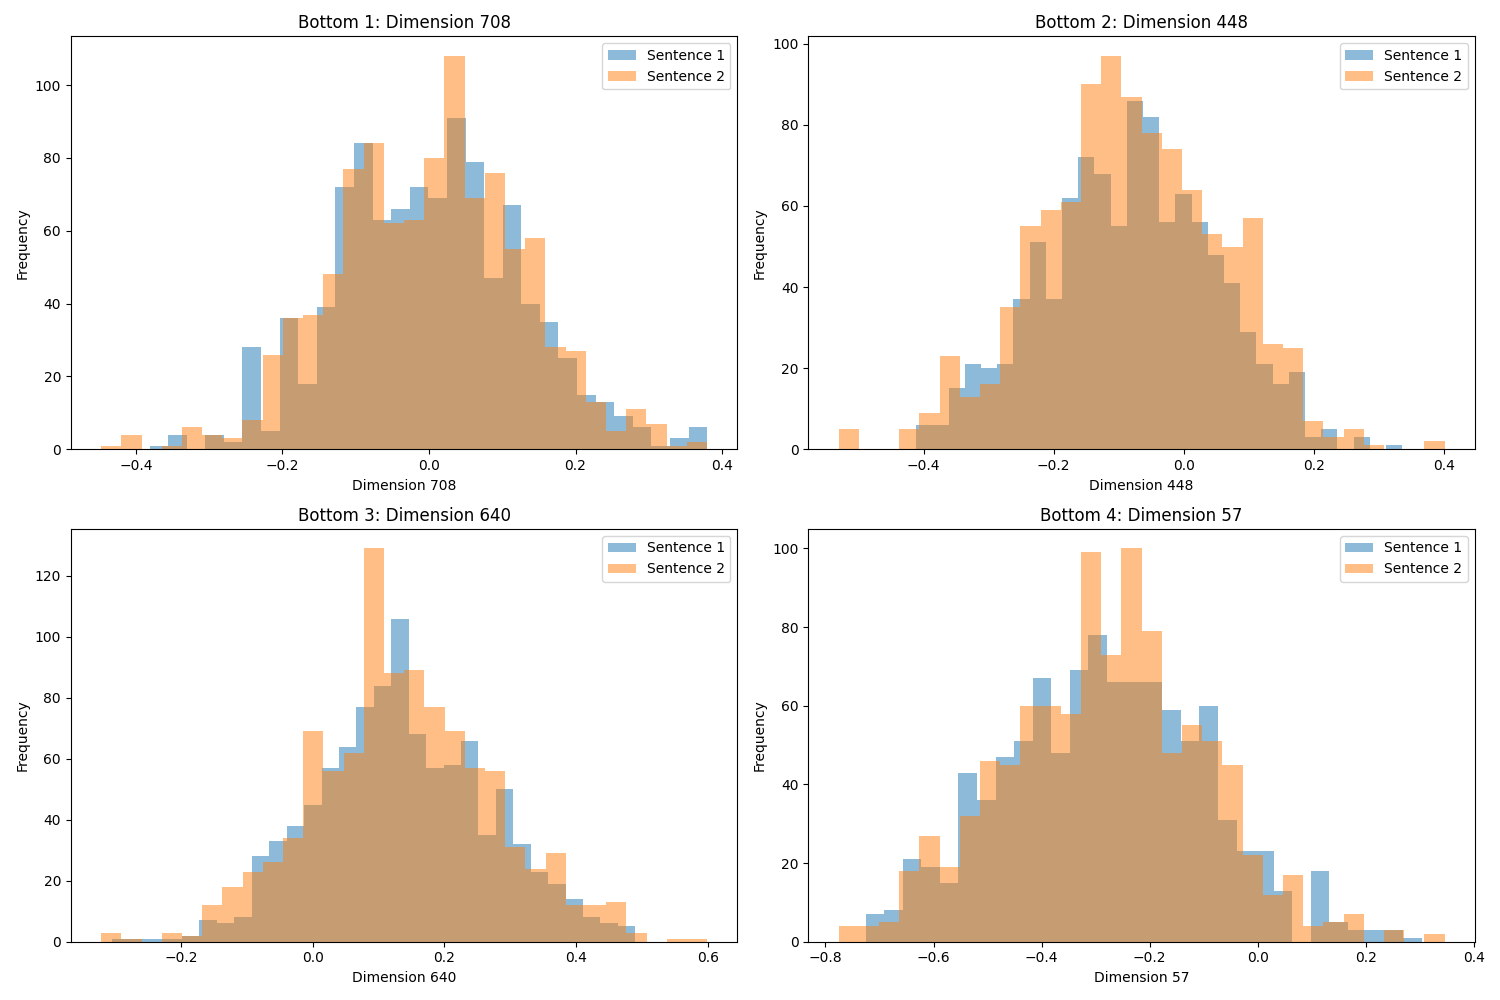 Bottom 1: Dimension 708
Sentence 1
Sentence 2
Frequency
100
80
60
40
20
0
−0.4 −0.2 0.0 0.2 0.4
Dimension 708
Bottom 2: Dimension 448
Sentence 1
Sentence 2
Frequency
100
80
60
40
20
0
−0.4 −0.2 0.0 0.2 0.4
Dimension 448
Bottom 3: Dimension 640
Sentence 1
Sentence 2
Frequency
120
100
80
60
40
20
0
−0.2 0.0 0.2 0.4 0.6
Dimension 640
Bottom 4: Dimension 57
Sentence 1
Sentence 2
Frequency
100
80
60
40
20
0
−0.8 −0.6 −0.4 −0.2 0.0 0.2 0.4
Dimension 57